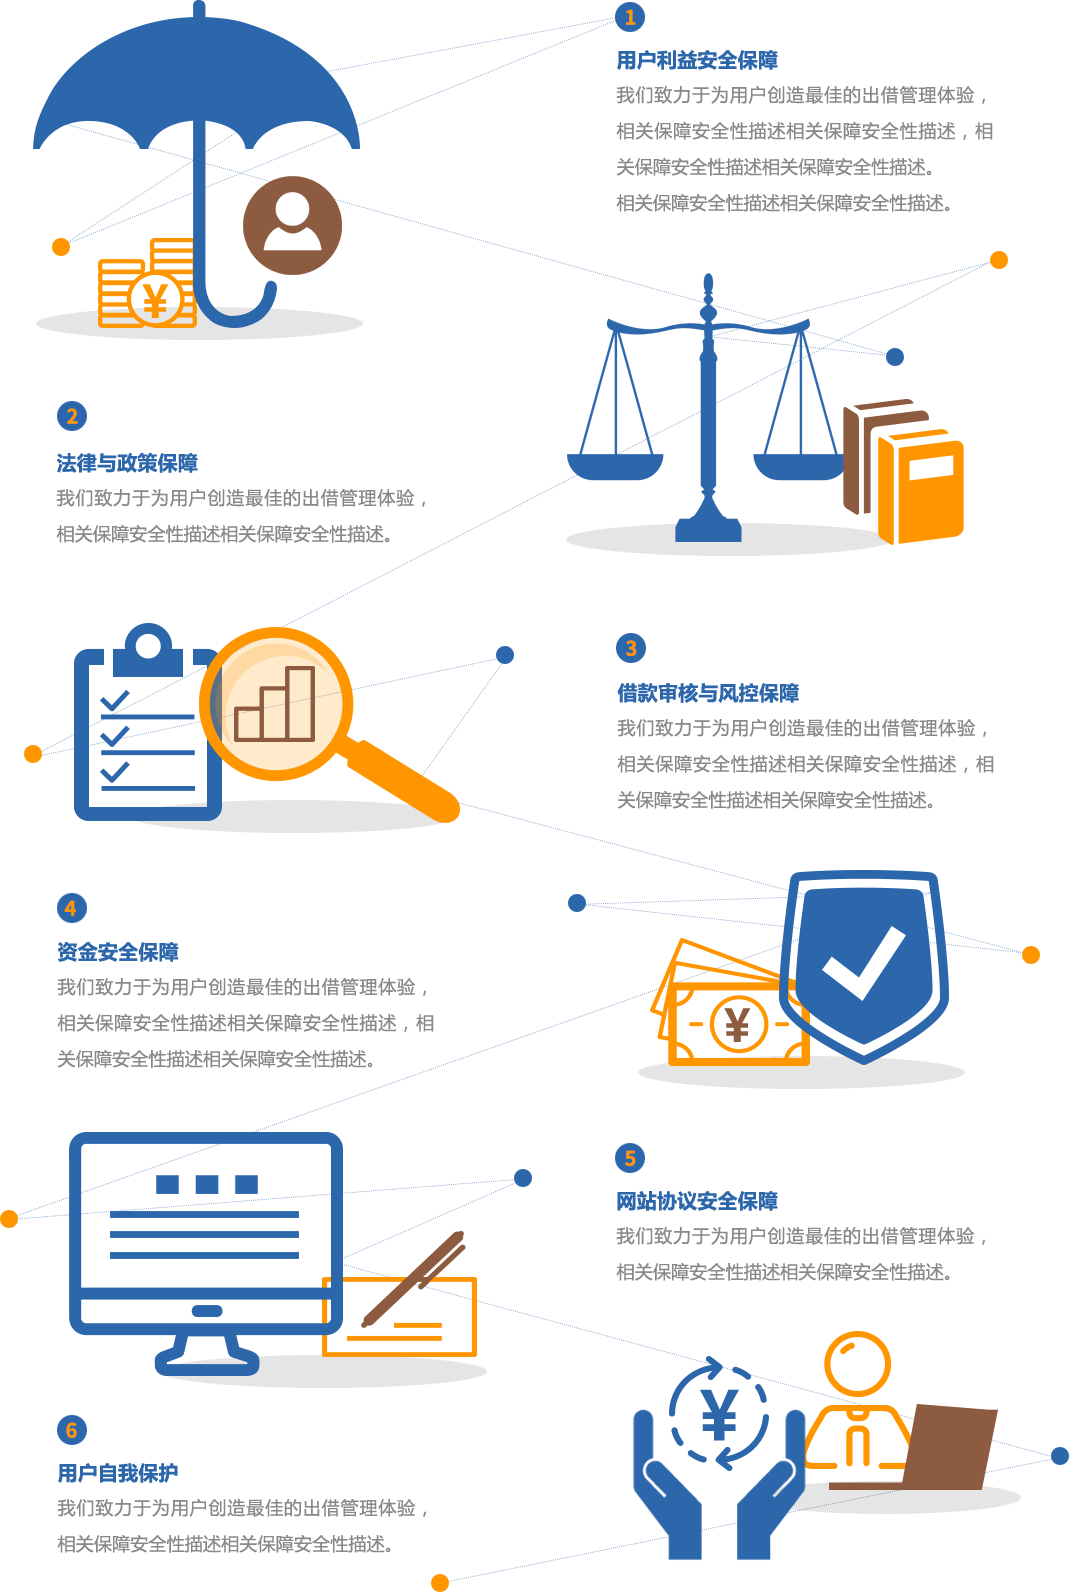 1
用户利益安全保障
我们致力于为用户创造最佳的出借管理体验，
相关保障安全性描述相关保障安全性描述，相
关保障安全性描述相关保障安全性描述。
相关保障安全性描述相关保障安全性描述。
¥
2
法律与政策保障
我们致力于为用户创造最佳的出借管理体验，
相关保障安全性描述相关保障安全性描述。
3
借款审核与风控保障
我们致力于为用户创造最佳的出借管理体验，
相关保障安全性描述相关保障安全性描述，相
关保障安全性描述相关保障安全性描述。
4
资金安全保障
我们致力于为用户创造最佳的出借管理体验，
相关保障安全性描述相关保障安全性描述，相
关保障安全性描述相关保障安全性描述。
¥
5
网站协议安全保障
我们致力于为用户创造最佳的出借管理体验，
相关保障安全性描述相关保障安全性描述。
¥
6
用户自我保护
我们致力于为用户创造最佳的出借管理体验，
相关保障安全性描述相关保障安全性描述。